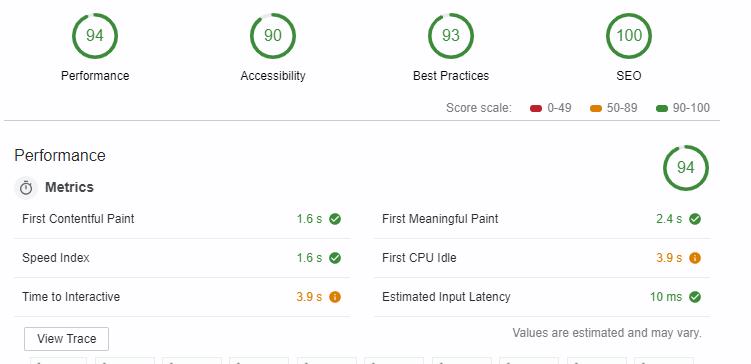 94 90 93 100
Performance Accessibility Best Practices SEO
Score scale: 0-49 50-89 90-100
Performance
94
Metrics
First Contentful Paint 1.6 s
First Meaningful Paint 2.4 s
Speed Index 1.6 s
First CPU Idle 3.9 s
Time to Interactive 3.9 s
Estimated Input Latency 10 ms
View Trace
Values are estimated and may vary.